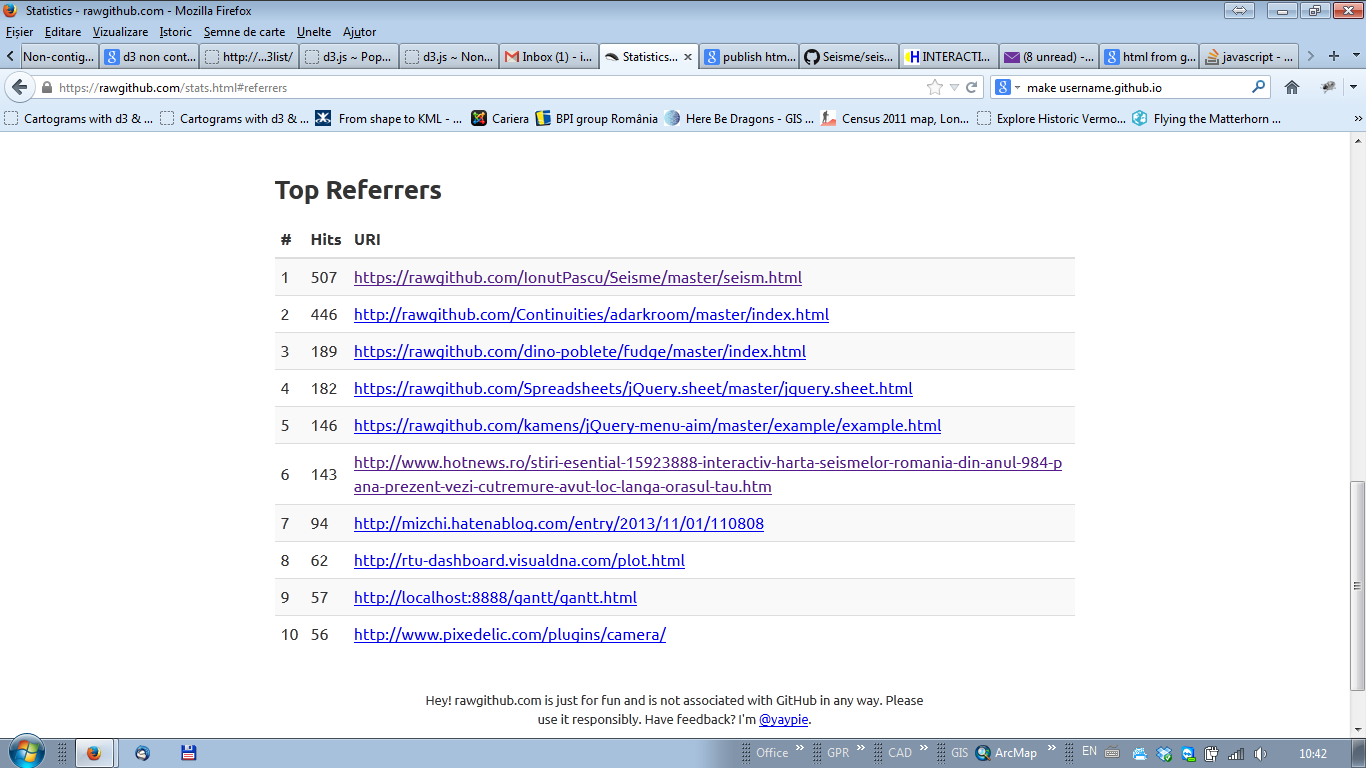 Statistics - rawgithub.com - Mozilla Firefox
Fișier Editare Vizualizare Istoric Semne de carte Unelte Ajutor
Non-contig... d3 non cont... http://...3list/ d3.js ~ Pop... d3.js ~ Non... Inbox (1) - i... Statistics... publish htm... Seisme/seis... INTERACTI... (8 unread) -... html from g... javascript - ...
https://rawgithub.com/stats.html#referrers make username.github.io
Cartograms with d3 & ... Cartograms with d3 & ... From shape to KML - ... Cariera BPI group România Here Be Dragons - GIS ... Census 2011 map, Lon... Explore Historic Vermo... Flying the Matterhorn ...
Top Referrers
# Hits URI
1 507 https://rawgithub.com/IonutPascu/Seisme/master/seism.html
2 446 http://rawgithub.com/Continuities/adarkroom/master/index.html
3 189 https://rawgithub.com/dino-poblete/fudge/master/index.html
4 182 https://rawgithub.com/Spreadsheets/jQuery.sheet/master/jquery.sheet.html
5 146 https://rawgithub.com/kamens/jQuery-menu-aim/master/example/example.html
6 143 http://www.hotnews.ro/stiri-esential-15923888-interactiv-harta-seismelor-romania-din-anul-984-p
ana-prezent-vezi-cutremure-avut-loc-langa-orasul-tau.htm
7 94 http://mizchi.hatenablog.com/entry/2013/11/01/110808
8 62 http://rtu-dashboard.visualdna.com/plot.html
9 57 http://localhost:8888/gantt/gantt.html
10 56 http://www.pixedelic.com/plugins/camera/
Hey! rawgithub.com is just for fun and is not associated with GitHub in any way. Please
use it responsibly. Have feedback? I'm @yaypie.
Office » GPR » CAD » GIS ArcMap » EN 10:42